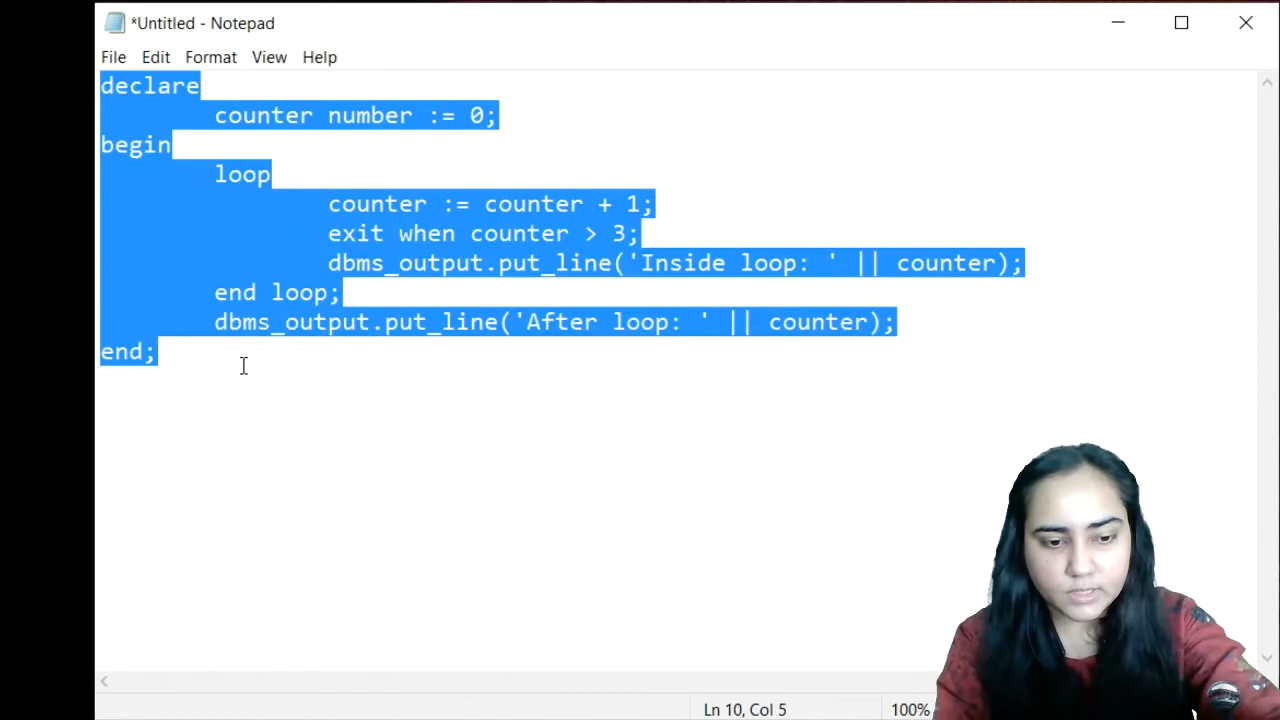 *Untitled - Notepad
File Edit Format View Help
declare
counter number := 0;
begin
loop
counter := counter + 1;
exit when counter > 3;
dbms_output.put_line('Inside loop: ' || counter);
end loop;
dbms_output.put_line('After loop: ' || counter);
end;
Ln 10, Col 5 100%